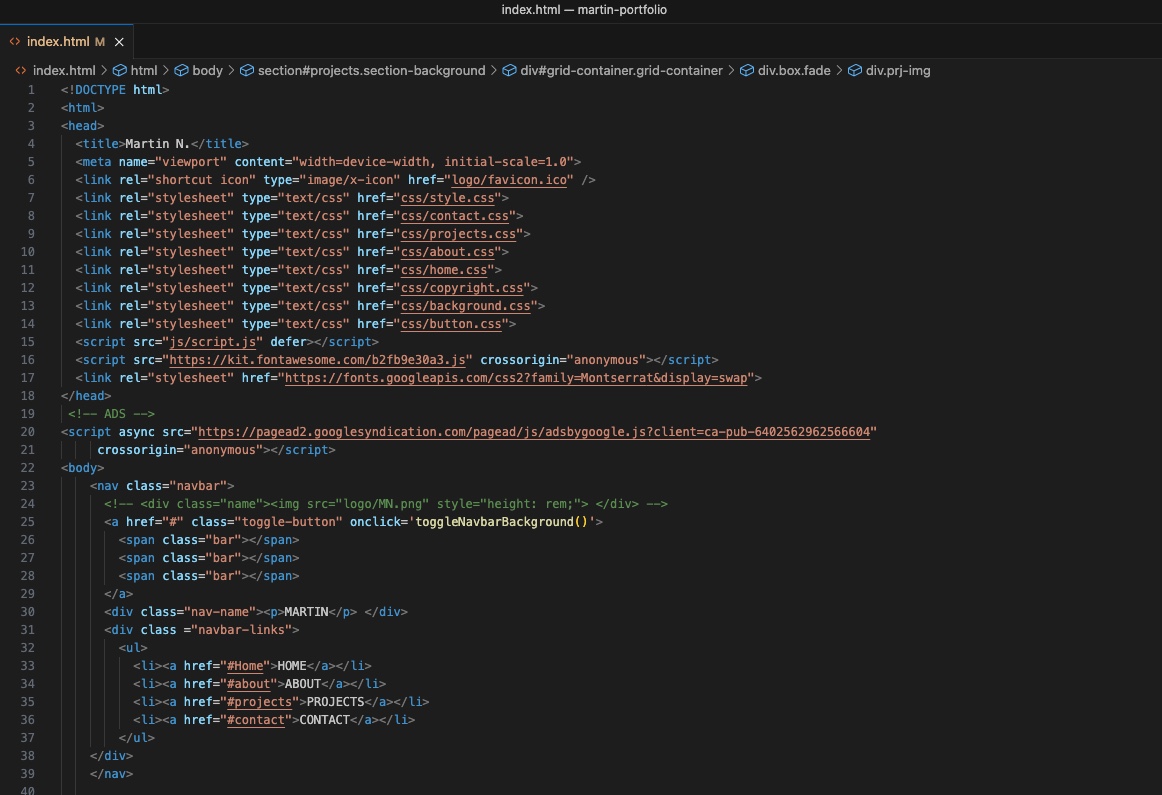 index.html — martin-portfolio
index.html M
index.html > html > body > section#projects.section-background > div#grid-container.grid-container > div.box.fade > div.prj-img
1 <!DOCTYPE html>
2 <html>
3 <head>
4 <title>Martin N.</title>
5 <meta name="viewport" content="width=device-width, initial-scale=1.0">
6 <link rel="shortcut icon" type="image/x-icon" href="logo/favicon.ico" />
7 <link rel="stylesheet" type="text/css" href="css/style.css">
8 <link rel="stylesheet" type="text/css" href="css/contact.css">
9 <link rel="stylesheet" type="text/css" href="css/projects.css">
10 <link rel="stylesheet" type="text/css" href="css/about.css">
11 <link rel="stylesheet" type="text/css" href="css/home.css">
12 <link rel="stylesheet" type="text/css" href="css/copyright.css">
13 <link rel="stylesheet" type="text/css" href="css/background.css">
14 <link rel="stylesheet" type="text/css" href="css/button.css">
15 <script src="js/script.js" defer></script>
16 <script src="https://kit.fontawesome.com/b2fb9e30a3.js" crossorigin="anonymous"></script>
17 <link rel="stylesheet" href="https://fonts.googleapis.com/css2?family=Montserrat&display=swap">
18 </head>
19 <!-- ADS -->
20 <script async src="https://pagead2.googlesyndication.com/pagead/js/adsbygoogle.js?client=ca-pub-6402562962566604"
21 crossorigin="anonymous"></script>
22 <body>
23 <nav class="navbar">
24 <!-- <div class="name"><img src="logo/MN.png" style="height: rem;"> </div> -->
25 <a href="#" class="toggle-button" onclick='toggleNavbarBackground()'>
26 <span class="bar"></span>
27 <span class="bar"></span>
28 <span class="bar"></span>
29 </a>
30 <div class="nav-name"><p>MARTIN</p> </div>
31 <div class ="navbar-links">
32 <ul>
33 <li><a href="#Home">HOME</a></li>
34 <li><a href="#about">ABOUT</a></li>
35 <li><a href="#projects">PROJECTS</a></li>
36 <li><a href="#contact">CONTACT</a></li>
37 </ul>
38 </div>
39 </nav>
40